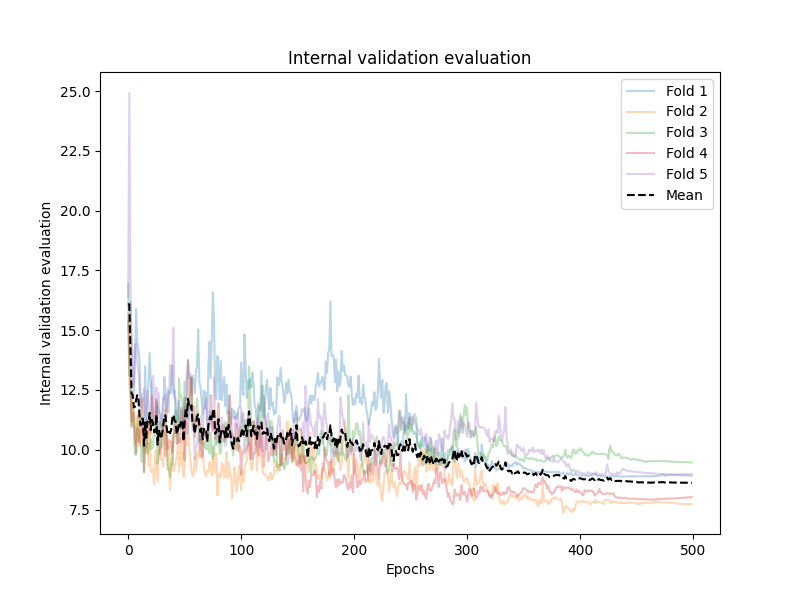 Internal validation evaluation
25.0
22.5
20.0
17.5
15.0
12.5
10.0
7.5
Internal validation evaluation
Fold 1
Fold 2
Fold 3
Fold 4
Fold 5
Mean
0
100
200
300
400
500
Epochs